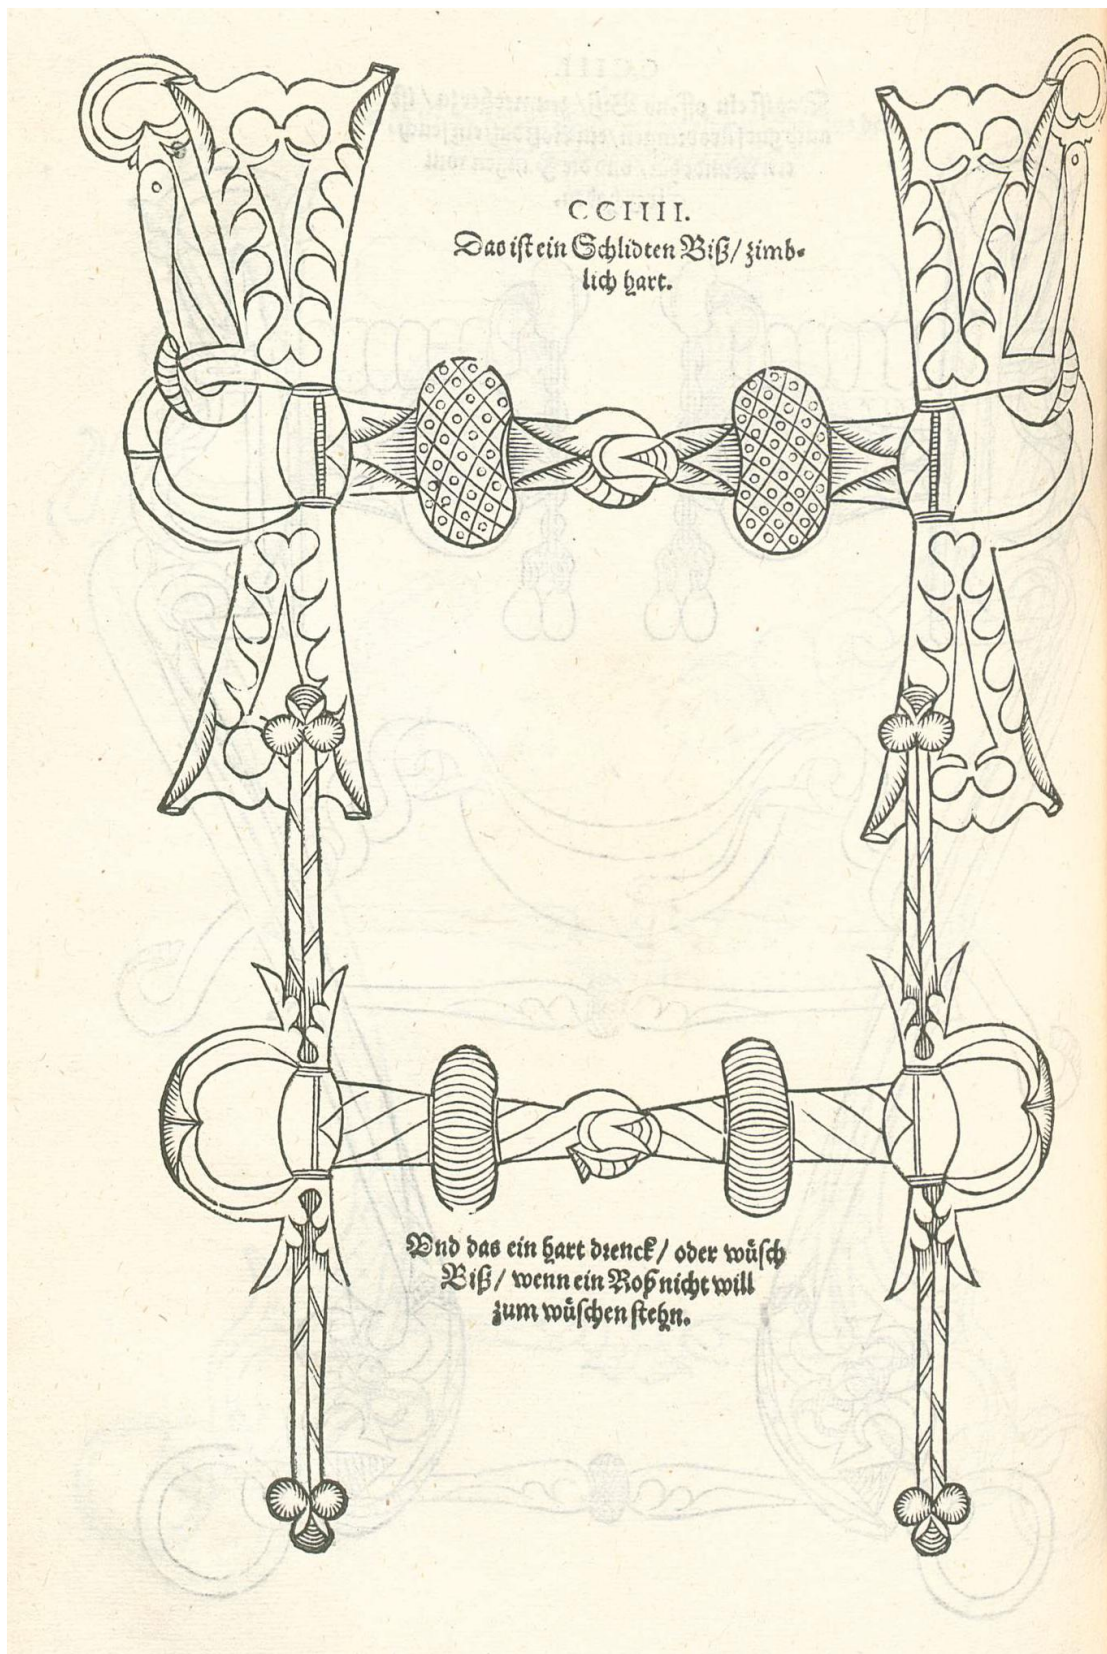 CCIIII.
Das ist ein Schlidten Biß/ zimb⸗
lich hart.
Vnd das ein hart drenck/ oder wüsch
Biß/ wenn ein Roß nicht will
zum wüschen stehn.